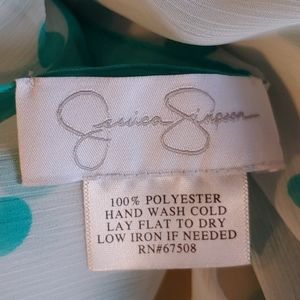 Jessica Simpson
100% POLYESTER
HAND WASH COLD
LAY FLAT TO DRY
LOW IRON IF NEEDED
RN#67508